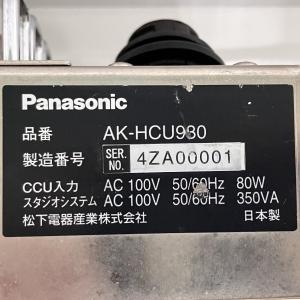 Panasonic
品番 AK-HCU930
製造番号 SER. NO. 4ZA00001
CCU入力 AC 100V 50/60Hz 80W
スタジオシステム AC 100V 50/60Hz 350VA
松下電器産業株式会社 日本製